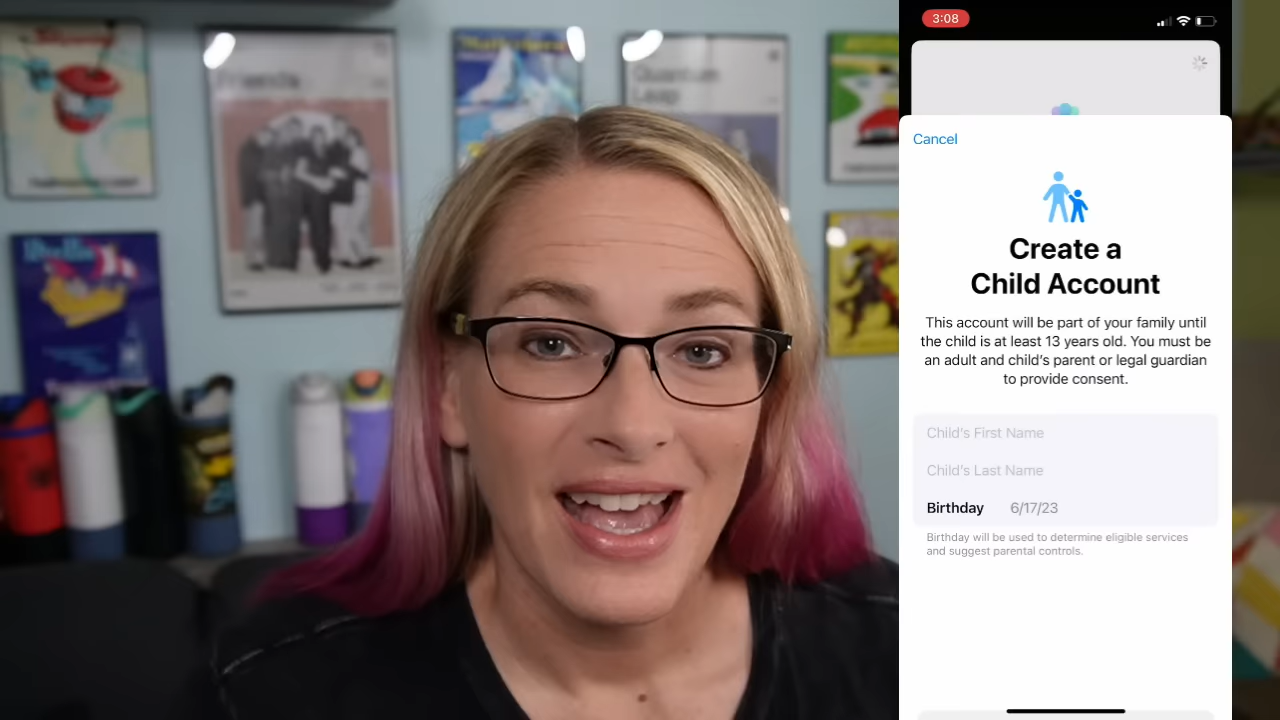 Friends
Quantum
Leap
3:08
Cancel
Create a
Child Account
This account will be part of your family until
the child is at least 13 years old. You must be
an adult and child's parent or legal guardian
to provide consent.
Child's First Name
Child's Last Name
Birthday 6/17/23
Birthday will be used to determine eligible services
and suggest parental controls.